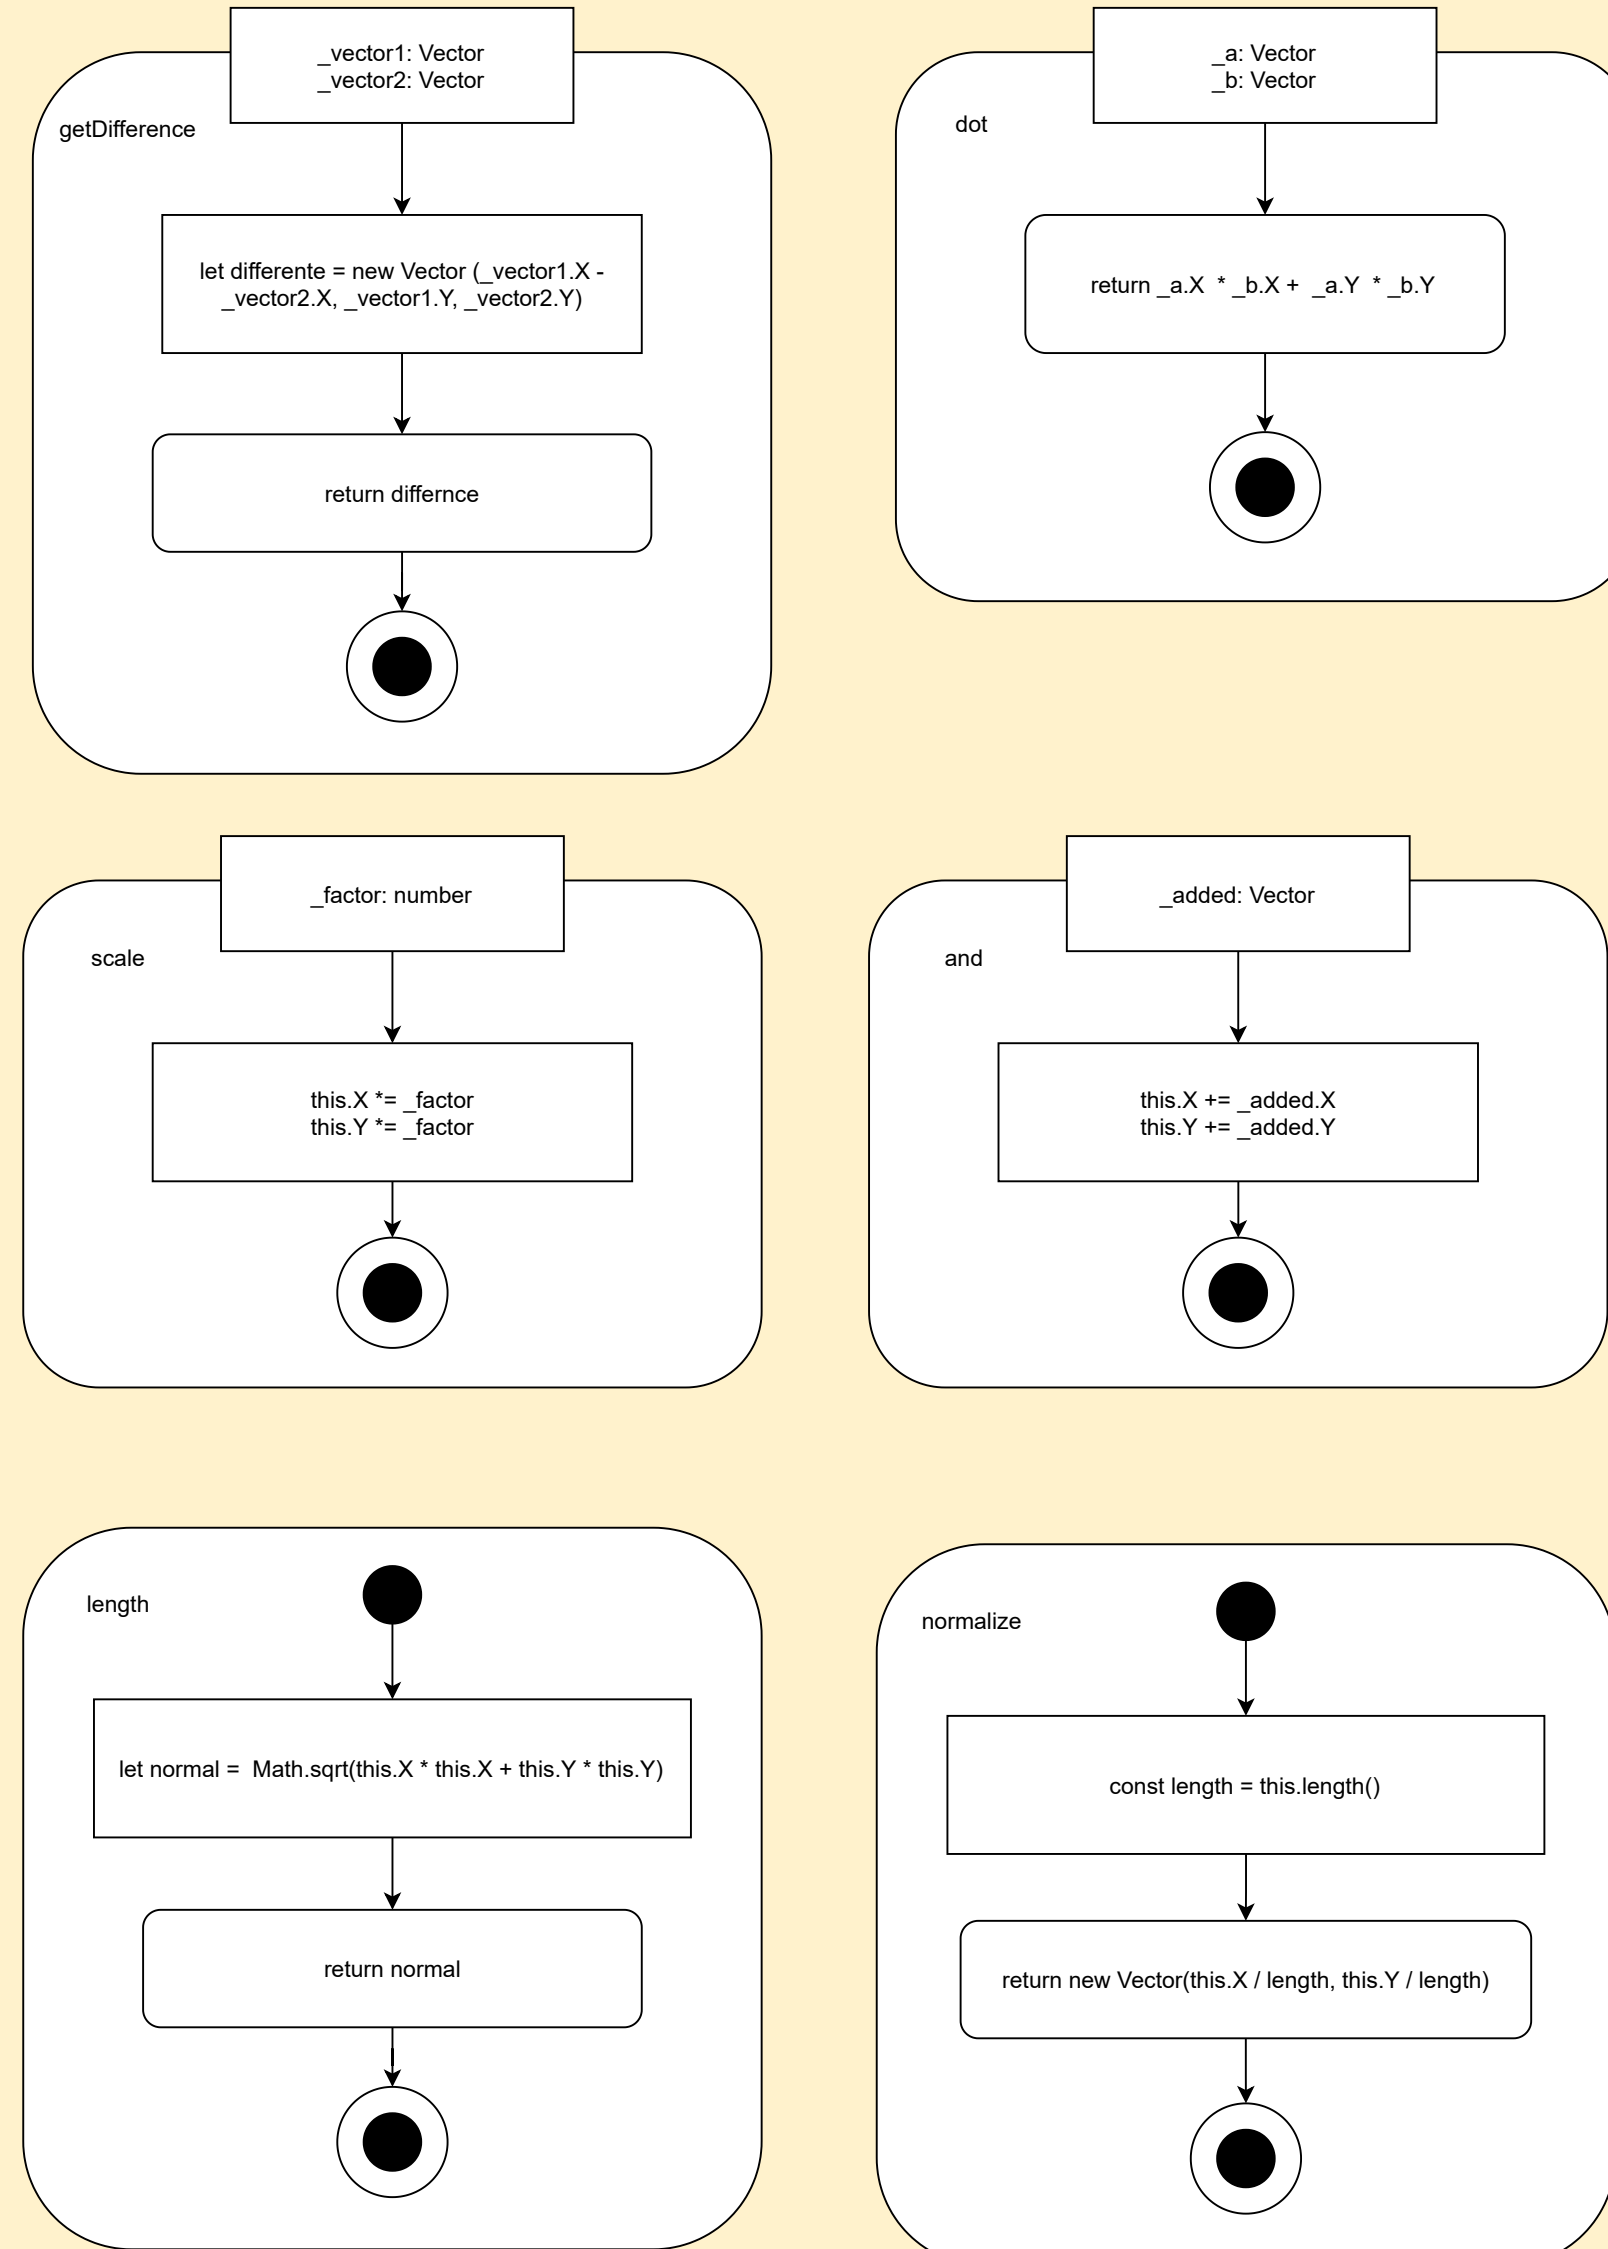 _vector1: Vector
_vector2: Vector
getDifference
let differente = new Vector (_vector1.X -
_vector2.X, _vector1.Y, _vector2.Y)
return differnce
_a: Vector
_b: Vector
dot
return _a.X  * _b.X +  _a.Y  * _b.Y
_factor: number
scale
this.X *= _factor
this.Y *= _factor
_added: Vector
and
this.X += _added.X
this.Y += _added.Y
length
let normal =  Math.sqrt(this.X * this.X + this.Y * this.Y)
return normal
normalize
const length = this.length()
return new Vector(this.X / length, this.Y / length)